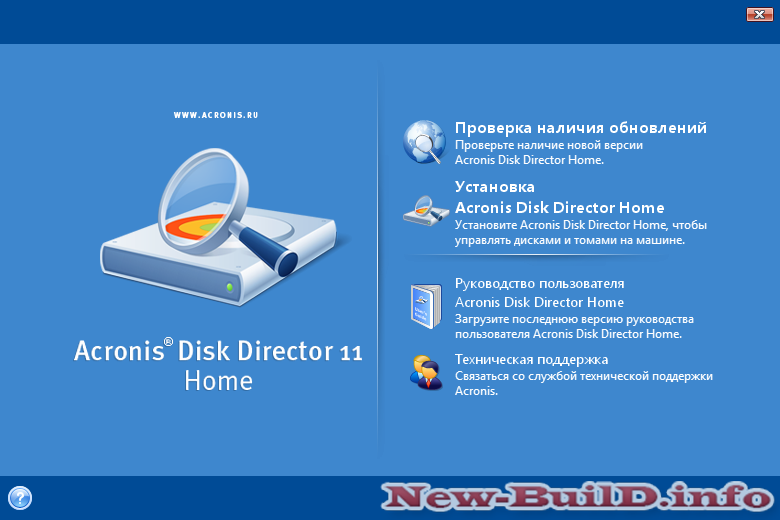 WWW.ACRONIS.RU
Acronis® Disk Director 11
Home
Проверка наличия обновлений
Проверьте наличие новой версии
Acronis Disk Director Home.
Установка
Acronis Disk Director Home
Установите Acronis Disk Director Home, чтобы
управлять дисками и томами на машине.
Руководство пользователя
Acronis Disk Director Home
Загрузите последнюю версию руководства
пользователя Acronis Disk Director Home.
Техническая поддержка
Связаться со службой технической поддержки
Acronis.
?
New-BuilD.info